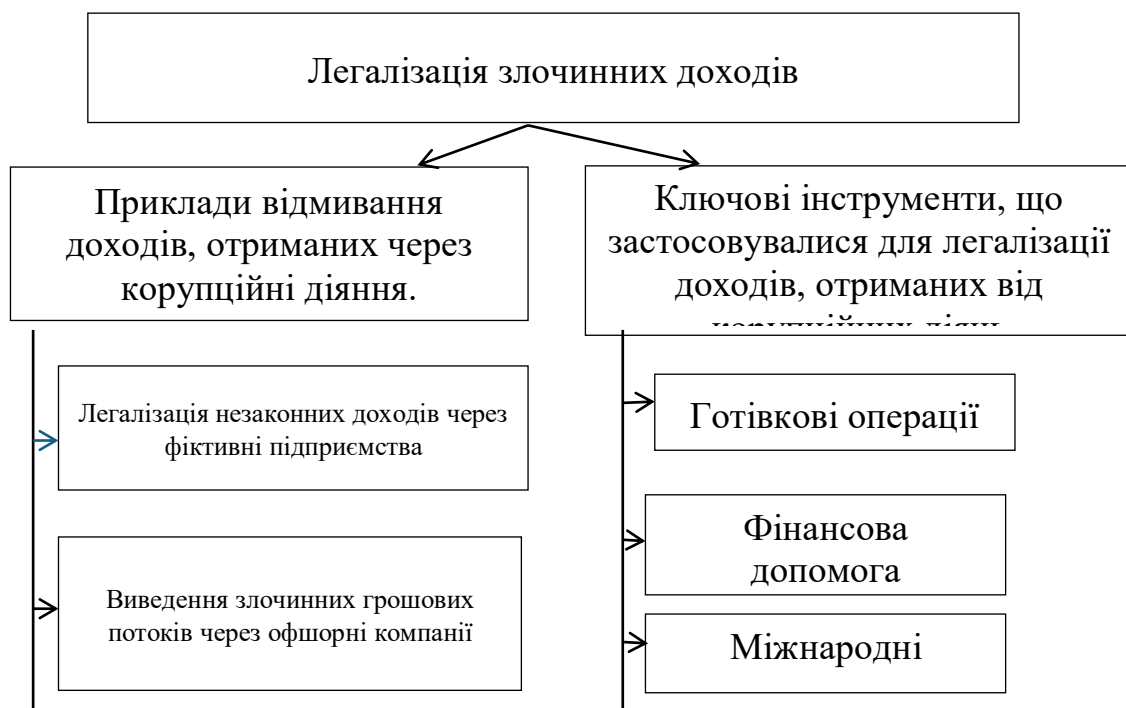 Легалізація злочинних доходів
Приклади відмивання
доходів, отриманих через
корупційні діяння.
Ключові інструменти, що
застосовувалися для легалізації
доходів, отриманих від
Легалізація незаконних доходів через
фіктивні підприємства
Виведення злочинних грошових
потоків через офшорні компанії
Готівкові операції
Фінансова
допомога
Міжнародні